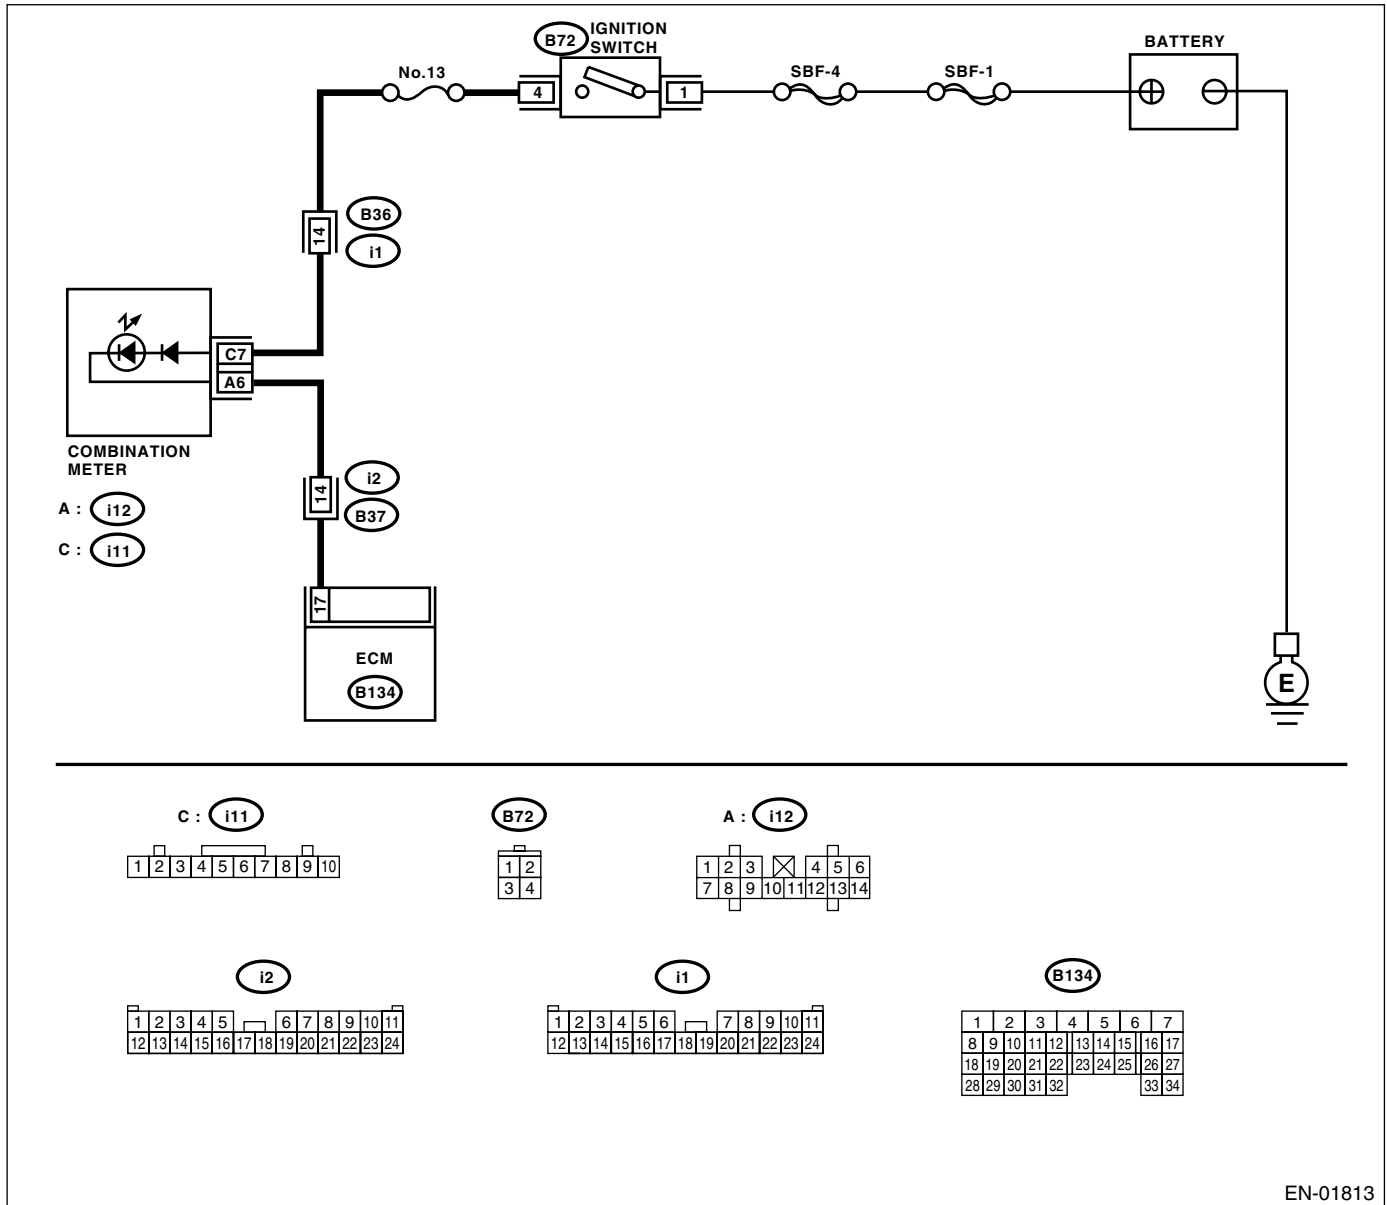 B72
IGNITION
SWITCH
No.13
4
1
SBF-4
SBF-1
BATTERY
14
B36
i1
C7
A6
COMBINATION
METER
A : i12
C : i11
14
i2
B37
17
ECM
B134
E
C : i11
1 2 3 4 5 6 7 8 9 10
B72
1 2
3 4
A : i12
1 2 3 4 5 6
7 8 9 10 11 12 13 14
i2
1 2 3 4 5 6 7 8 9 10 11
12 13 14 15 16 17 18 19 20 21 22 23 24
i1
1 2 3 4 5 6 7 8 9 10 11
12 13 14 15 16 17 18 19 20 21 22 23 24
B134
1 2 3 4 5 6 7
8 9 10 11 12 13 14 15 16 17
18 19 20 21 22 23 24 25 26 27
28 29 30 31 32 33 34
EN-01813